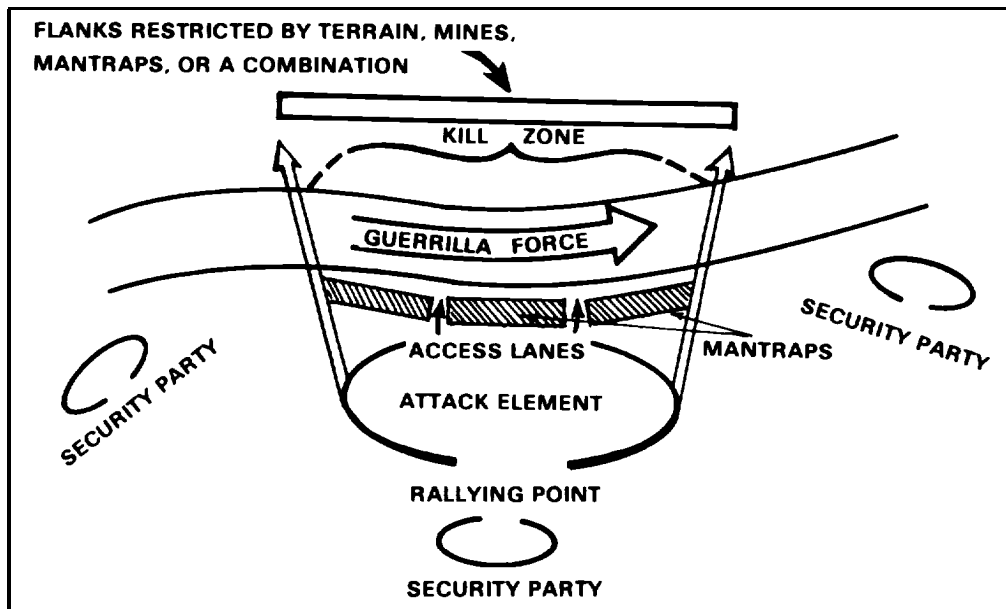 FLANKS RESTRICTED BY TERRAIN, MINES,
MANTRAPS, OR A COMBINATION
KILL ZONE
GUERRILLA FORCE
SECURITY PARTY
ACCESS LANES
MANTRAPS
SECURITY PARTY
ATTACK ELEMENT
RALLYING POINT
SECURITY PARTY